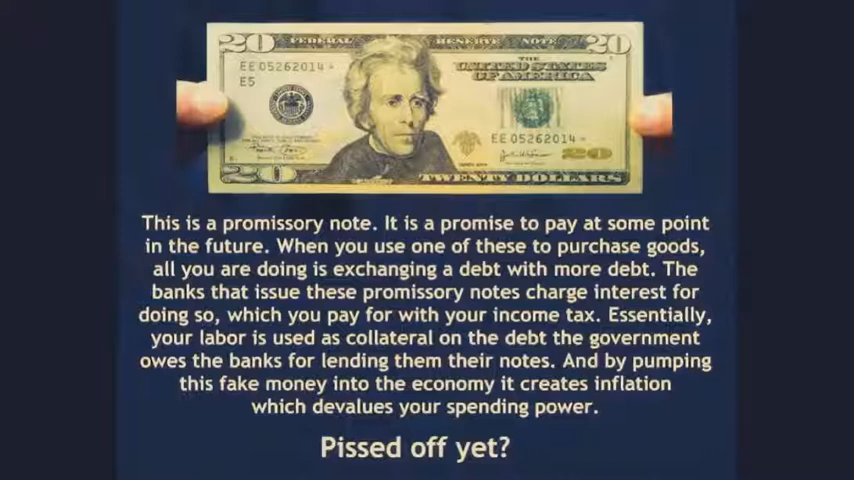 20 FEDERAL RESERVE NOTE 20
THE
EE 05262014 * UNITED STATES
OF AMERICA
E5
EE 05262014 *
20
20 TWENTY DOLLARS
This is a promissory note. It is a promise to pay at some point
in the future. When you use one of these to purchase goods,
all you are doing is exchanging a debt with more debt. The
banks that issue these promissory notes charge interest for
doing so, which you pay for with your income tax. Essentially,
your labor is used as collateral on the debt the government
owes the banks for lending them their notes. And by pumping
this fake money into the economy it creates inflation
which devalues your spending power.
Pissed off yet?